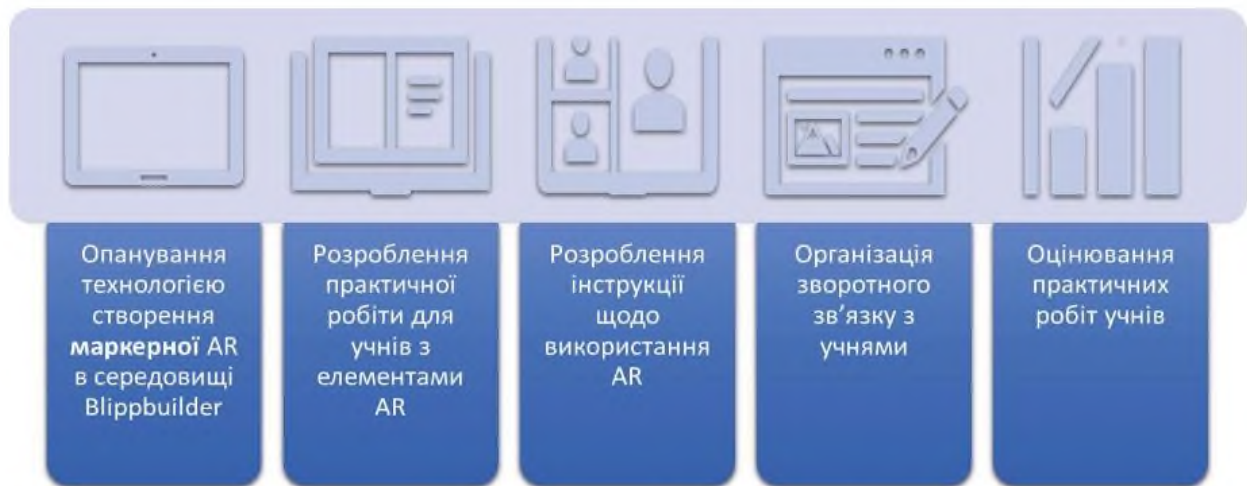 Опанування
технологією
створення
маркерної AR
в середовищі
Blippbuilder
Розроблення
практичної
робіти для
учнів з
елементами
AR
Розроблення
інструкції
щодо
використання
AR
Організація
зворотного
зв’язку з
учнями
Оцінювання
практичних
робіт учнів